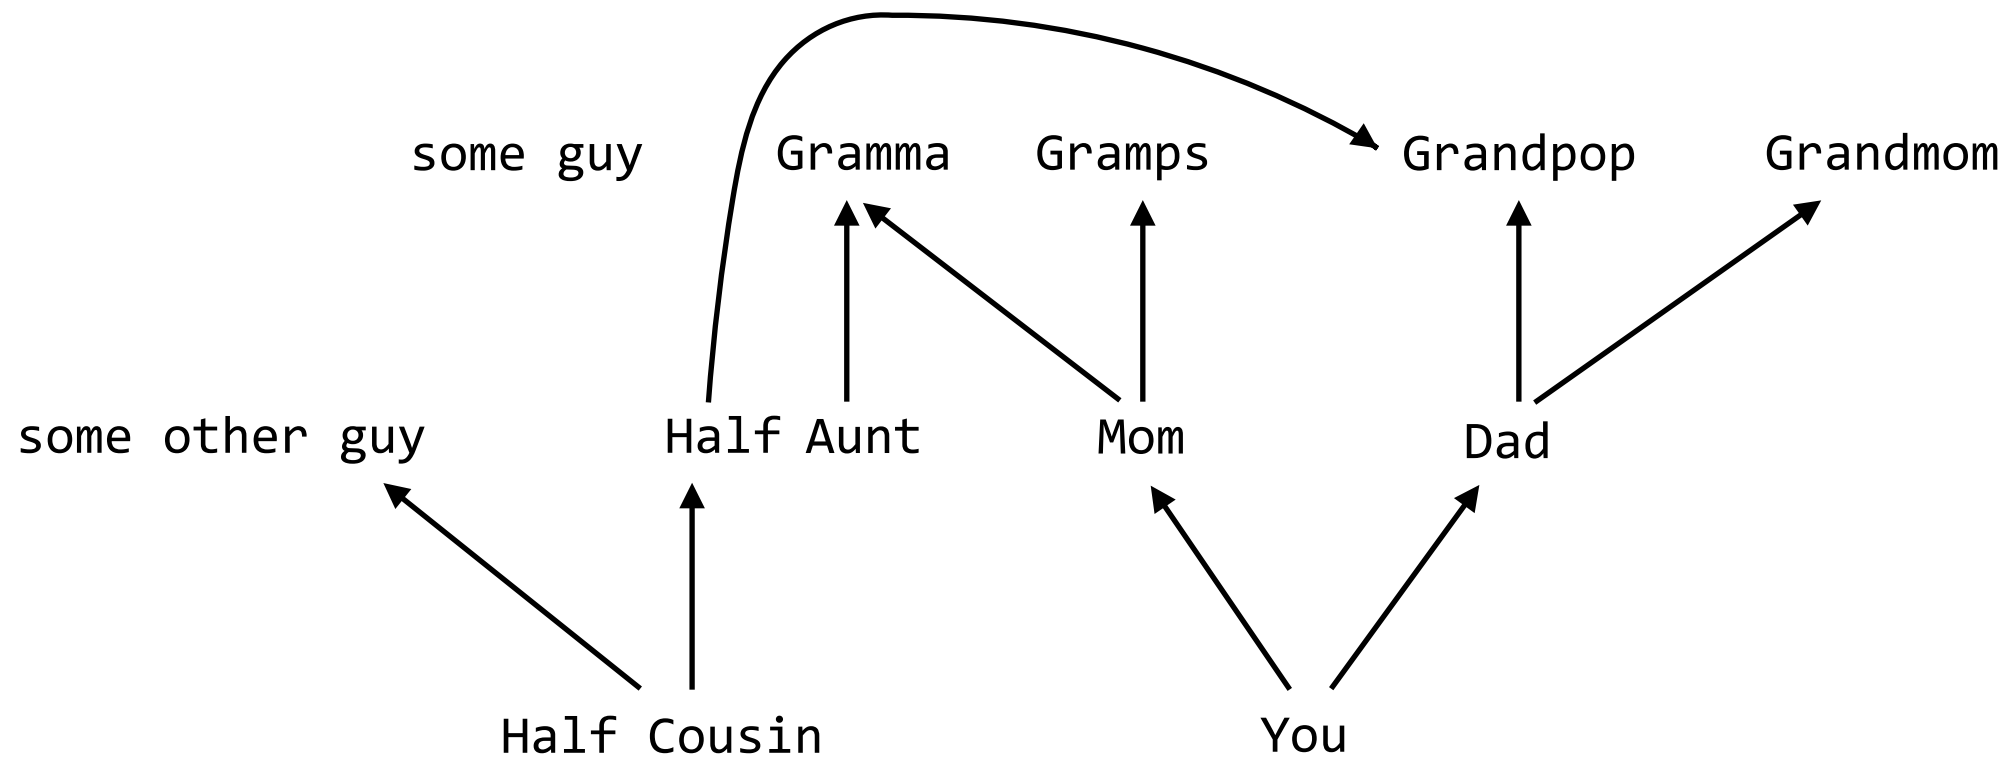 some guy Gramma Gramps Grandpop Grandmom
some other guy Half Aunt Mom Dad
Half Cousin You